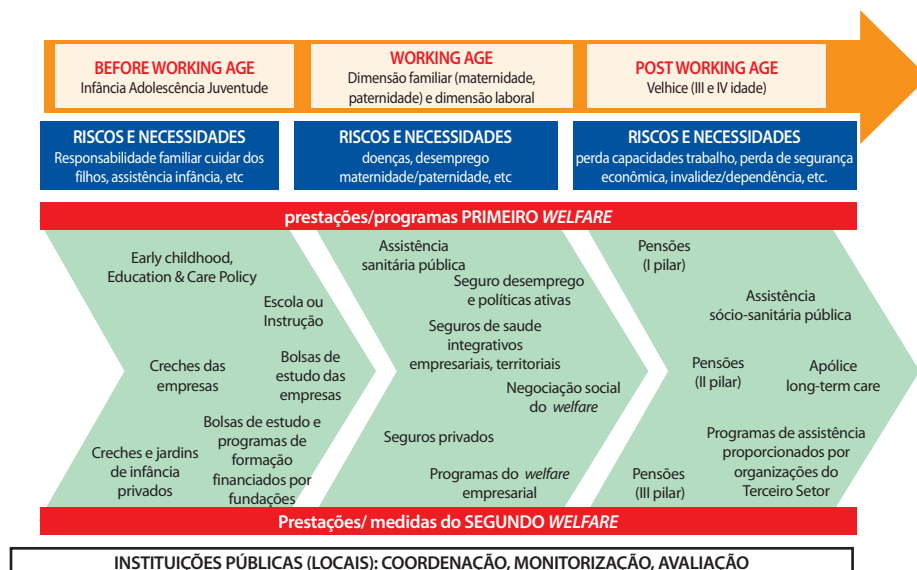 BEFORE WORKING AGE
Infância Adolescência Juventude
WORKING AGE
Dimensão familiar (maternidade,
paternidade) e dimensão laboral
POST WORKING AGE
Velhice (III e IV idade)
RISCOS E NECESSIDADES
Responsabilidade familiar cuidar dos
filhos, assistência infância, etc
RISCOS E NECESSIDADES
doenças, desemprego
maternidade/paternidade, etc
RISCOS E NECESSIDADES
perda capacidades trabalho, perda de segurança
econômica, invalidez/dependência, etc.
prestações/programas PRIMEIRO WELFARE
Early childhood,
Education & Care Policy
Escola ou
Instrução
Creches das
empresas
Bolsas de
estudo das
empresas
Bolsas de estudo e
programas de
formação
financiados por
fundações
Creches e jardins
de infância
privados
Assistência
sanitária pública
Seguro desemprego
e políticas ativas
Seguros de saude
integrativos
empresariais, territoriais
Negociação social
do welfare
Seguros privados
Programas do welfare
empresarial
Pensões
(I pilar)
Assistência
sócio-sanitária pública
Pensões
(II pilar)
Apólice
long-term care
Programas de assistência
proporcionados por
organizações do
Terceiro Setor
Pensões
(III pilar)
Prestações/ medidas do SEGUNDO WELFARE
INSTITUIÇÕES PÚBLICAS (LOCAIS): COORDENAÇÃO, MONITORIZAÇÃO, AVALIAÇÃO